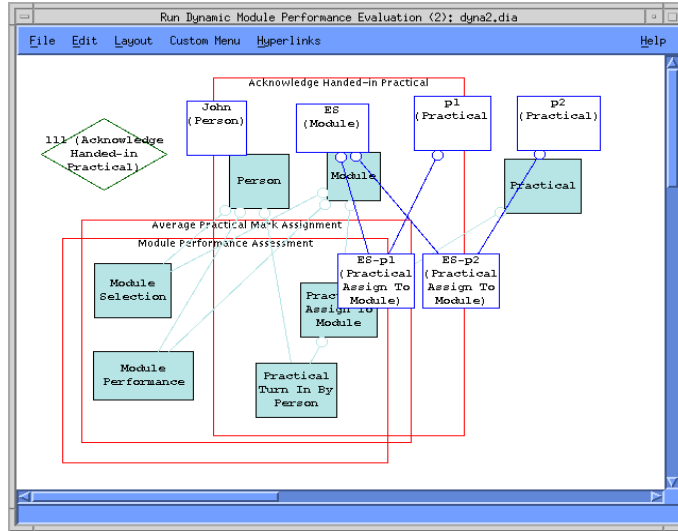 Run Dynamic Module Performance Evaluation (2): dyna2.dia
File Edit Layout Custom Menu Hyperlinks Help
Acknowledge Handed-in Practical
John
(Person)
ES
(Module)
p1
(Practical
p2
(Practical)
111 (Acknowledge
Handed-in
Practical)
Person
Module
Practical
Average Practical Mark Assignment
Module Performance Assessment
ES-p1
(Practical
Assign To
Module)
ES-p2
(Practical
Assign To
Module)
Module
Selection
Module
Module
Performance
Practical
Turn In By
Person